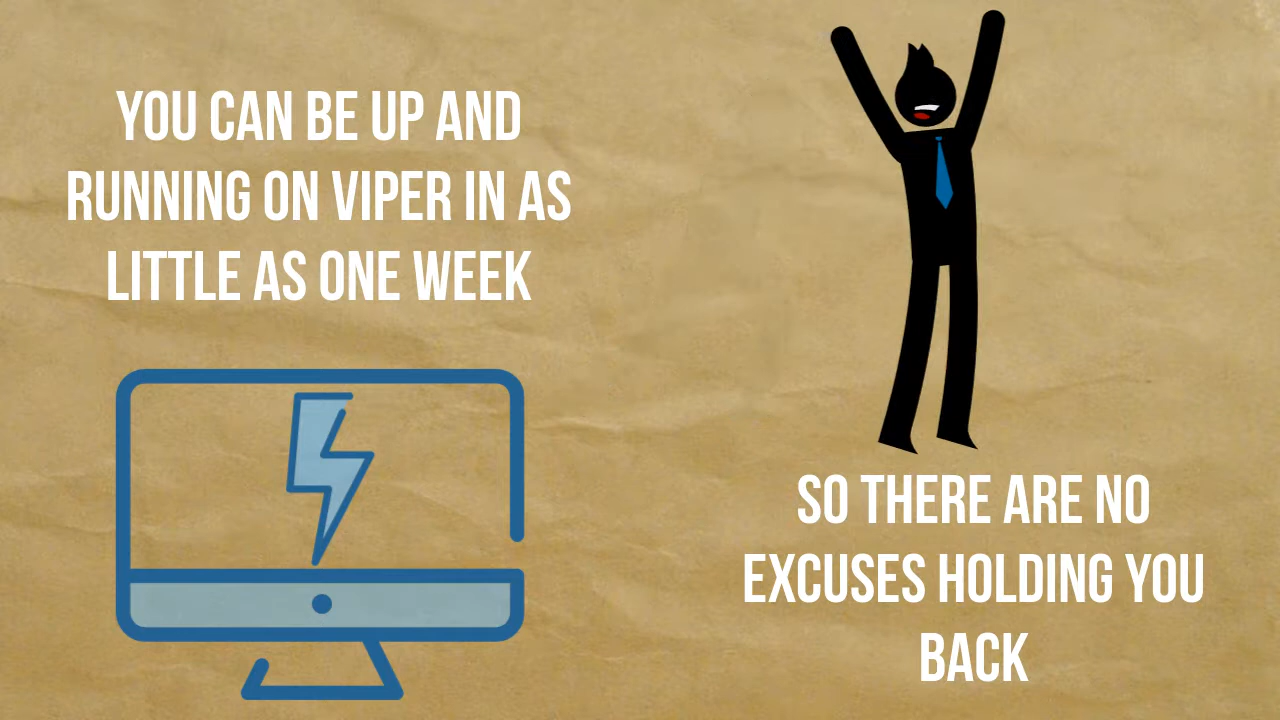 YOU CAN BE UP AND
RUNNING ON VIPER IN AS
LITTLE AS ONE WEEK
SO THERE ARE NO
EXCUSES HOLDING YOU
BACK